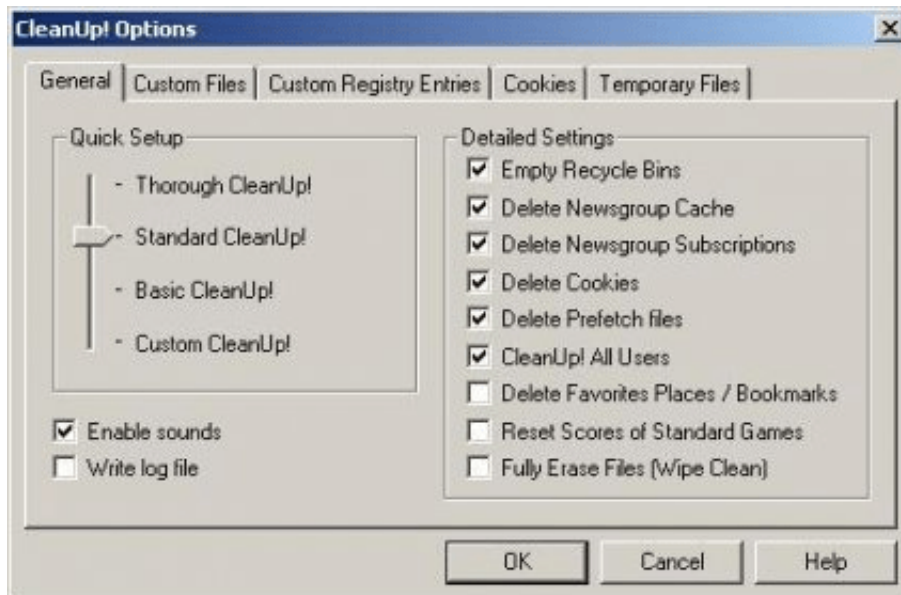 CleanUp! Options
General
Custom Files
Custom Registry Entries
Cookies
Temporary Files
Quick Setup
- Thorough CleanUp!
- Standard CleanUp!
- Basic CleanUp!
- Custom CleanUp!
Enable sounds
Write log file
Detailed Settings
Empty Recycle Bins
Delete Newsgroup Cache
Delete Newsgroup Subscriptions
Delete Cookies
Delete Prefetch files
CleanUp! All Users
Delete Favorites Places / Bookmarks
Reset Scores of Standard Games
Fully Erase Files (Wipe Clean)
OK
Cancel
Help